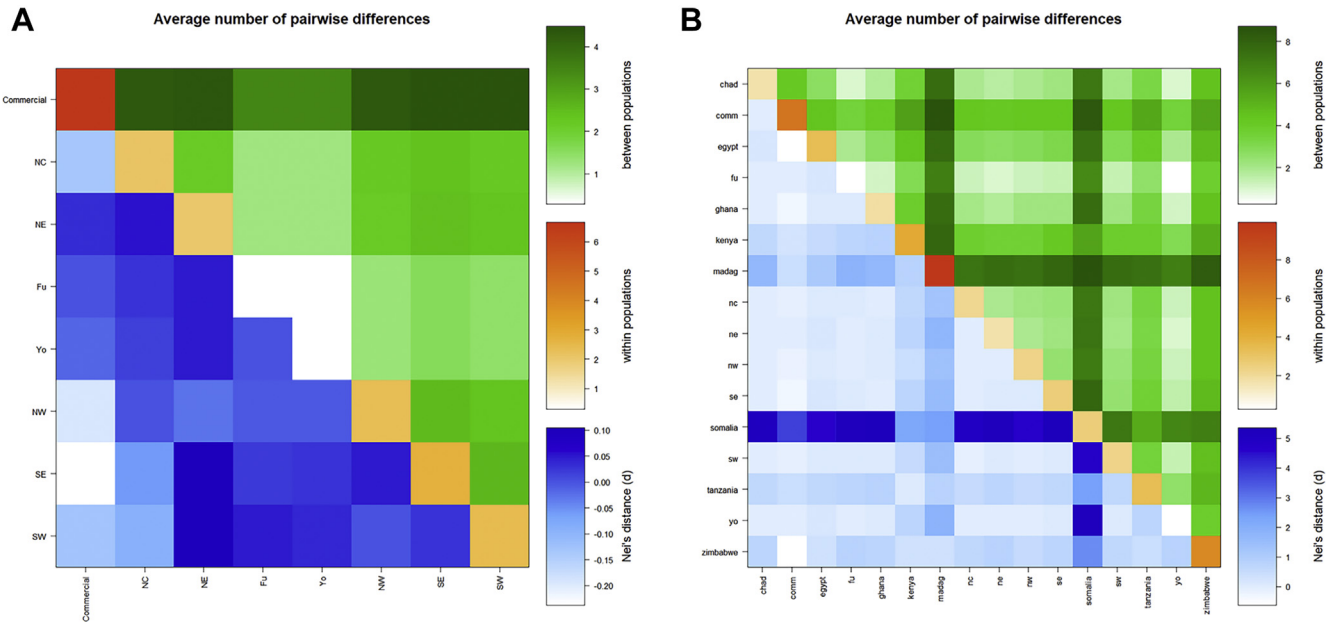 A
Average number of pairwise differences
Commercial
NC
NE
Fu
Yo
NW
SE
SW
Commercial
NC
NE
Fu
Yo
NW
SE
SW
4
3
2
1
between populations
6
5
4
3
2
1
within populations
0.10
0.05
0.00
-0.05
-0.10
-0.15
-0.20
Nei's distance (d)
B
Average number of pairwise differences
chad
comm
egypt
fu
ghana
kenya
madag
nc
ne
nw
se
somalia
sw
tanzania
yo
zimbabwe
chad
comm
egypt
fu
ghana
kenya
madag
nc
ne
nw
se
somalia
sw
tanzania
yo
zimbabwe
8
6
4
2
between populations
8
6
4
2
within populations
5
4
3
2
1
0
Nei's distance (d)